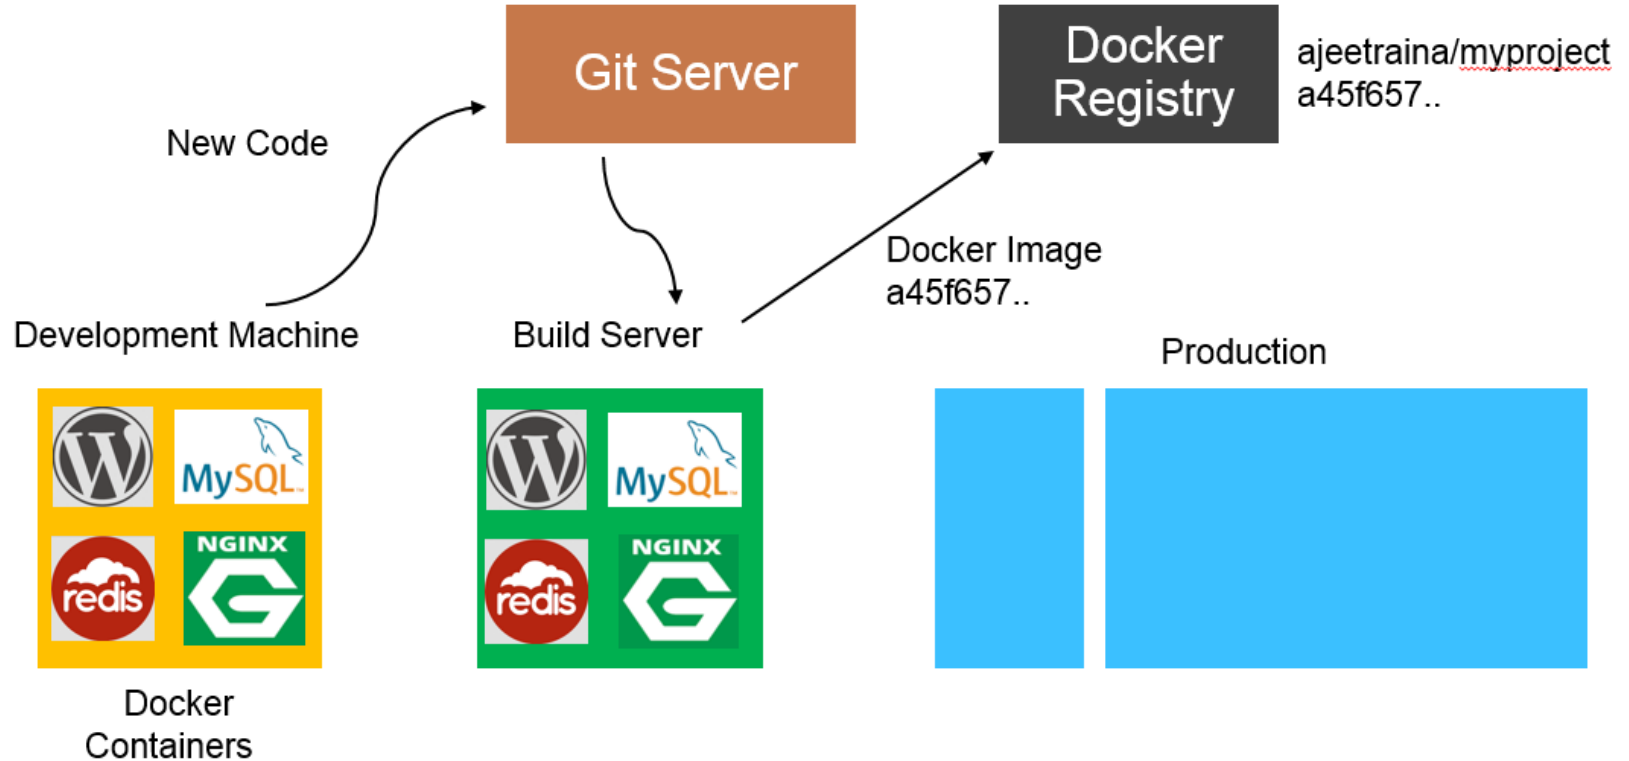 Git Server
Docker
Registry
ajeetraina/myproject
a45f657..
New Code
Docker Image
a45f657..
Development Machine
Build Server
Production
MySQL
redis
NGINX
MySQL
redis
NGINX
Docker
Containers